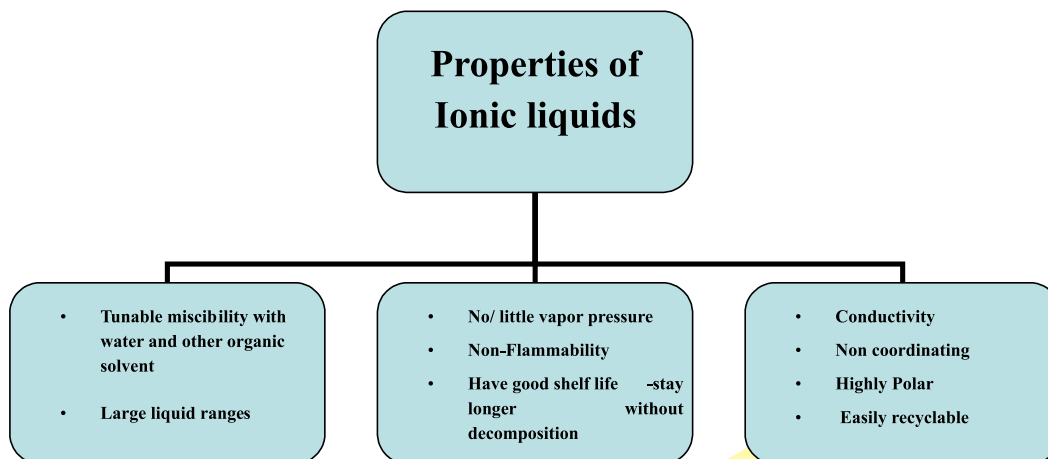 Properties of
Ionic liquids
• Tunable miscibility with
water and other organic
solvent
• Large liquid ranges
• No/ little vapor pressure
• Non-Flammability
• Have good shelf life -stay
longer without
decomposition
• Conductivity
• Non coordinating
• Highly Polar
• Easily recyclable